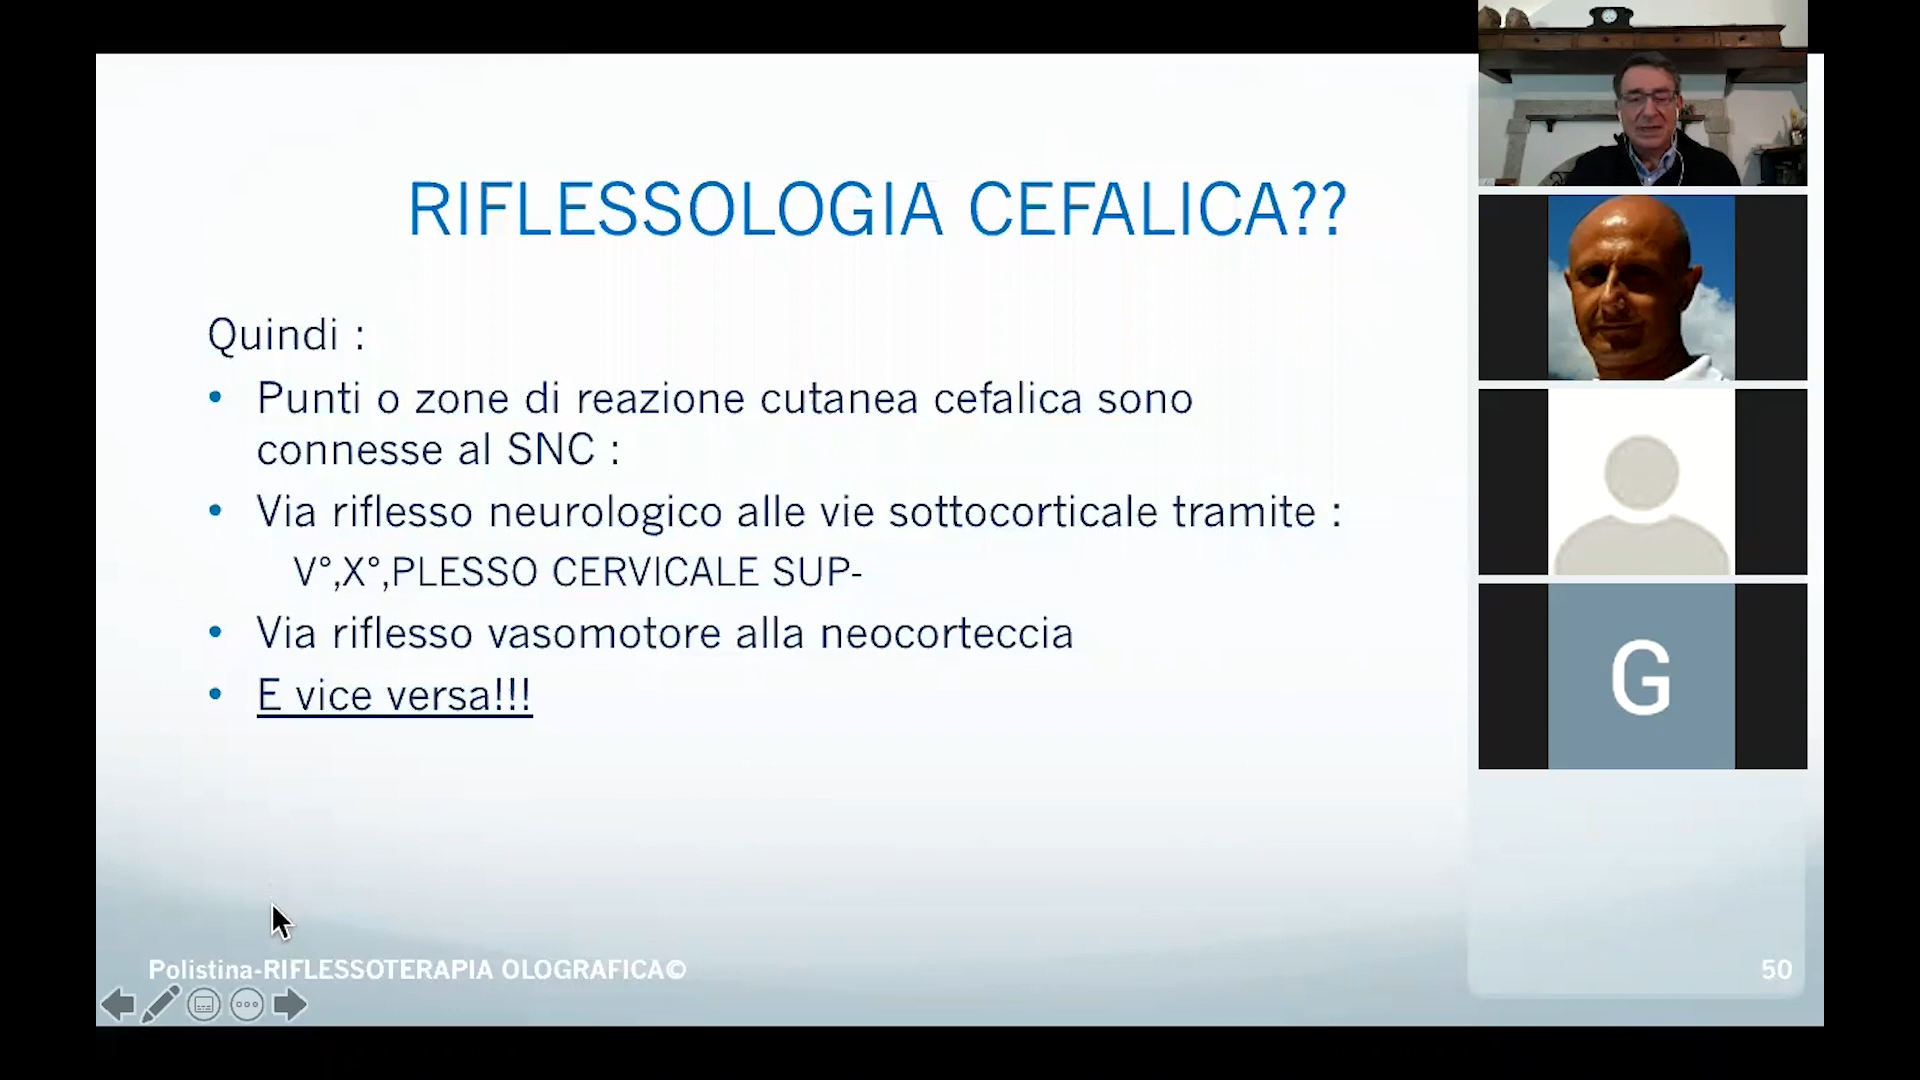 RIFLESSOLOGIA CEFALICA??
Quindi :
• Punti o zone di reazione cutanea cefalica sono
connesse al SNC :
• Via riflesso neurologico alle vie sottocorticale tramite :
V°,X°,PLESSO CERVICALE SUP-
• Via riflesso vasomotore alla neocorteccia
• E vice versa!!!
G
Polistina-RIFLESSOTERAPIA OLOGRAFICA©
50